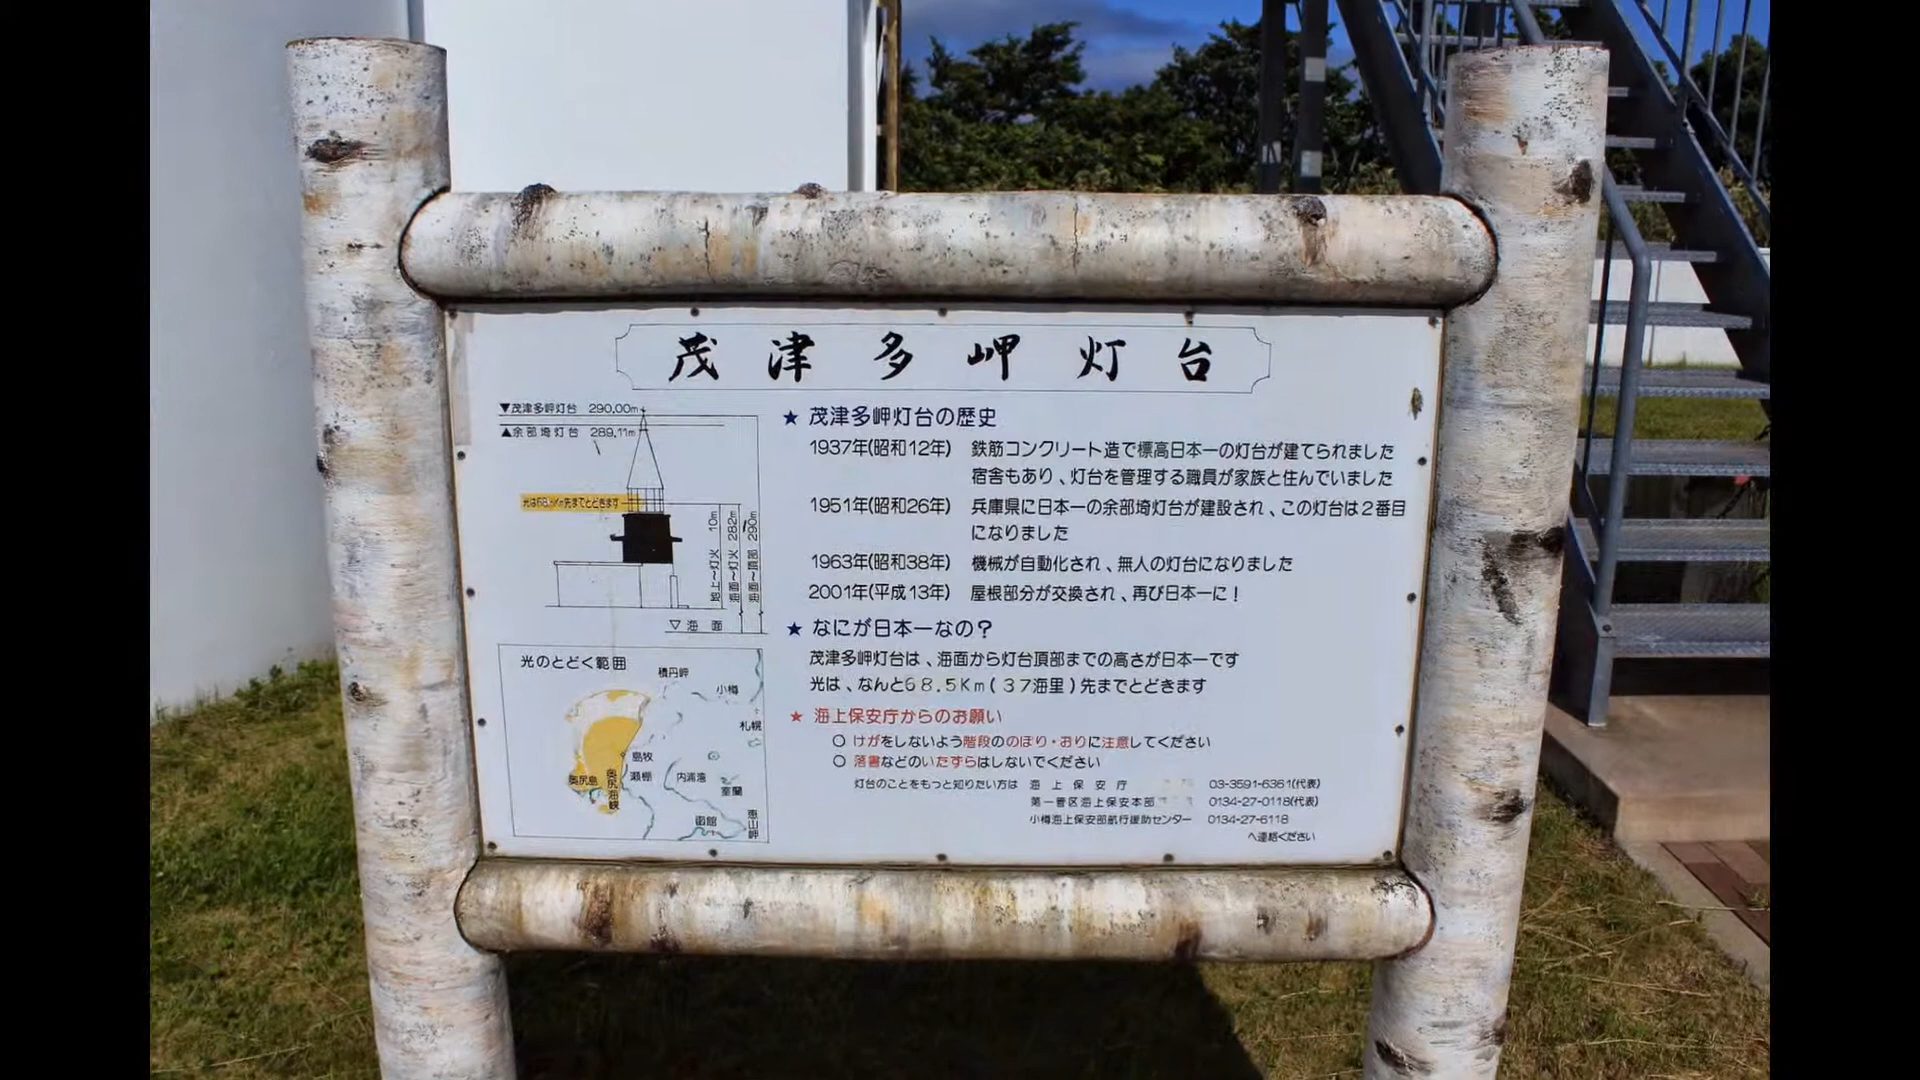 茂津多岬灯台
▼茂津多岬灯台 290.00m
▲余部埼灯台 289.11m
地上～灯火 10m
海面～灯火 282m
海面～頂部 290m
▽海面
光のとどく範囲
積丹岬
小樽
札幌
島牧
瀬棚
奥尻島
奥尻海峡
内浦湾
室蘭
函館
恵山岬
★ 茂津多岬灯台の歴史
1937年(昭和12年) 鉄筋コンクリート造で標高日本一の灯台が建てられました
宿舎もあり、灯台を管理する職員が家族と住んでいました
1951年(昭和26年) 兵庫県に日本一の余部埼灯台が建設され、この灯台は2番目
になりました
1963年(昭和38年) 機械が自動化され、無人の灯台になりました
2001年(平成13年) 屋根部分が交換され、再び日本一に！
★ なにが日本一なの？
茂津多岬灯台は、海面から灯台頂部までの高さが日本一です
光は、なんと68.5Km(37海里)先までとどきます
★ 海上保安庁からのお願い
○ けがをしないよう階段ののぼり・おりに注意してください
○ 落書などのいたずらはしないでください
灯台のことをもっと知りたい方は 海上保安庁 03-3591-6361(代表)
第一管区海上保安本部 0134-27-0118(代表)
小樽海上保安部航行援助センター 0134-27-6118
へ連絡ください